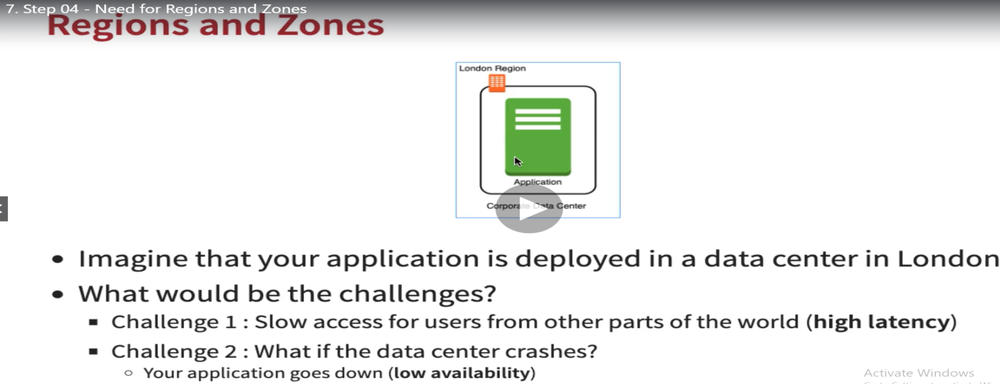 7. Step 04 - Need for Regions and Zones
Regions and Zones
London Region
Application
Corporate Data Center
• Imagine that your application is deployed in a data center in London
• What would be the challenges?
▪ Challenge 1 : Slow access for users from other parts of the world (high latency)
▪ Challenge 2 : What if the data center crashes?
○ Your application goes down (low availability)
Activate Windows